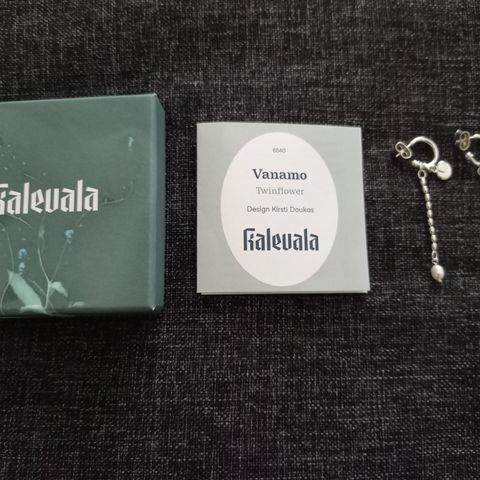 Kalevala
6540
Vanamo
Twinflower
Design Kirsti Doukas
Kalevala